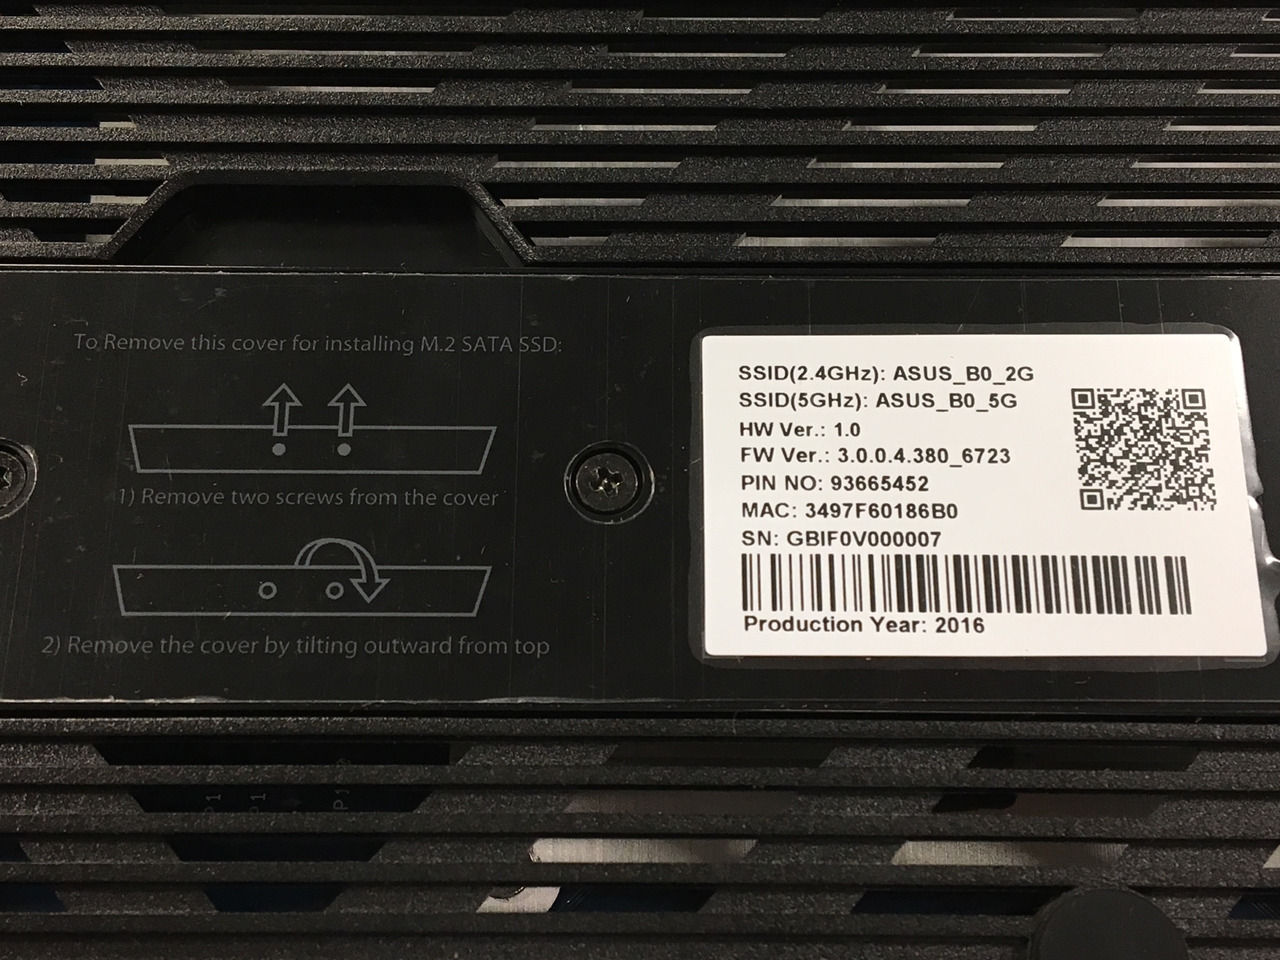 To Remove this cover for installing M.2 SATA SSD:
1) Remove two screws from the cover
2) Remove the cover by tilting outward from top
SSID(2.4GHz): ASUS_B0_2G
SSID(5GHz): ASUS_B0_5G
HW Ver.: 1.0
FW Ver.: 3.0.0.4.380_6723
PIN NO: 93665452
MAC: 3497F60186B0
SN: GBIF0V000007
Production Year: 2016